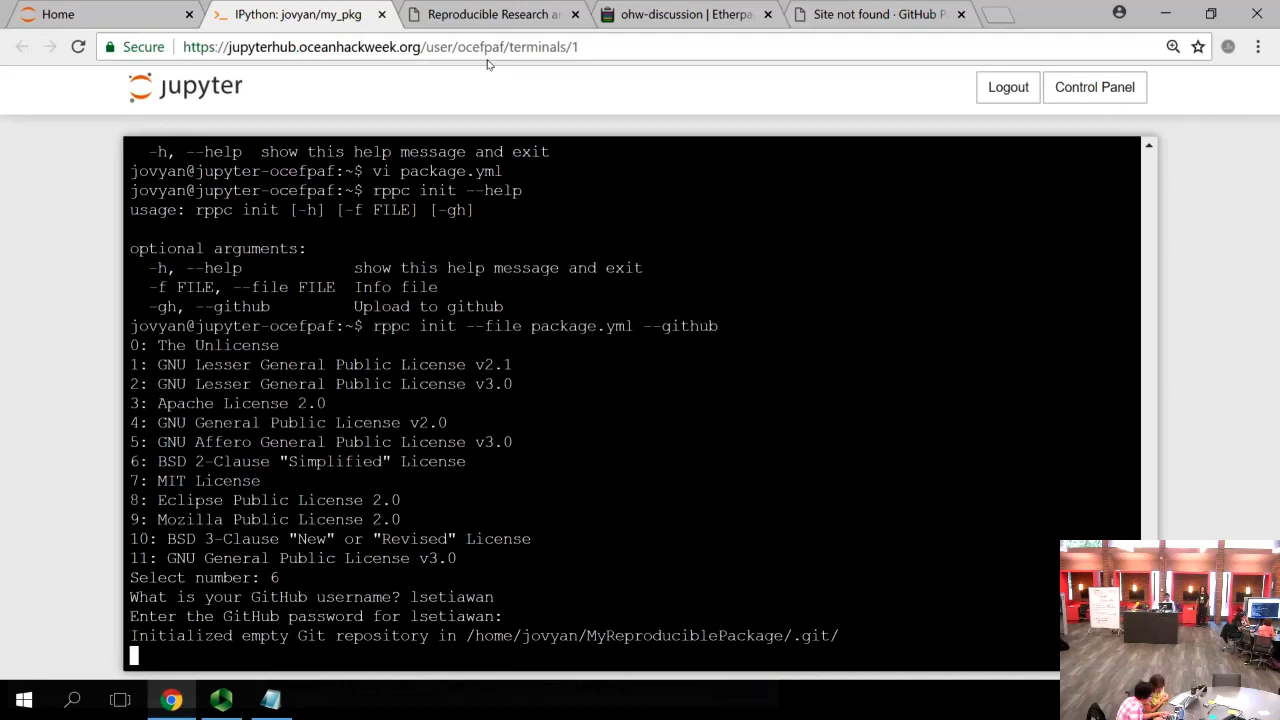 Home
IPython: jovyan/my_pkg
Reproducible Research ar
ohw-discussion | Etherpa
Site not found · GitHub P
Secure https://jupyterhub.oceanhackweek.org/user/ocefpaf/terminals/1
jupyter
Logout
Control Panel
-h, --help show this help message and exit
jovyan@jupyter-ocefpaf:~$ vi package.yml
jovyan@jupyter-ocefpaf:~$ rppc init --help
usage: rppc init [-h] [-f FILE] [-gh]
optional arguments:
-h, --help show this help message and exit
-f FILE, --file FILE Info file
-gh, --github Upload to github
jovyan@jupyter-ocefpaf:~$ rppc init --file package.yml --github
0: The Unlicense
1: GNU Lesser General Public License v2.1
2: GNU Lesser General Public License v3.0
3: Apache License 2.0
4: GNU General Public License v2.0
5: GNU Affero General Public License v3.0
6: BSD 2-Clause "Simplified" License
7: MIT License
8: Eclipse Public License 2.0
9: Mozilla Public License 2.0
10: BSD 3-Clause "New" or "Revised" License
11: GNU General Public License v3.0
Select number: 6
What is your GitHub username? lsetiawan
Enter the GitHub password for lsetiawan:
Initialized empty Git repository in /home/jovyan/MyReproduciblePackage/.git/